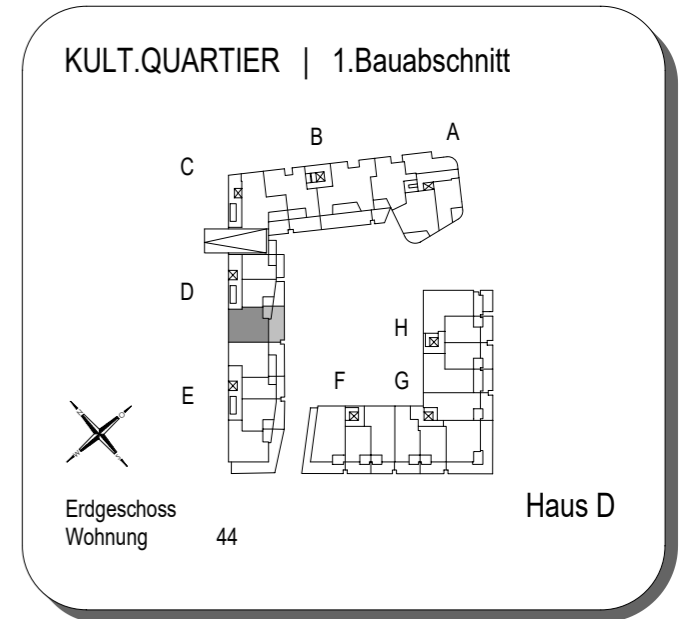 KULT.QUARTIER | 1.Bauabschnitt
B
A
C
D
H
F G
E
N
O
W
S
Erdgeschoss
Haus D
Wohnung 44